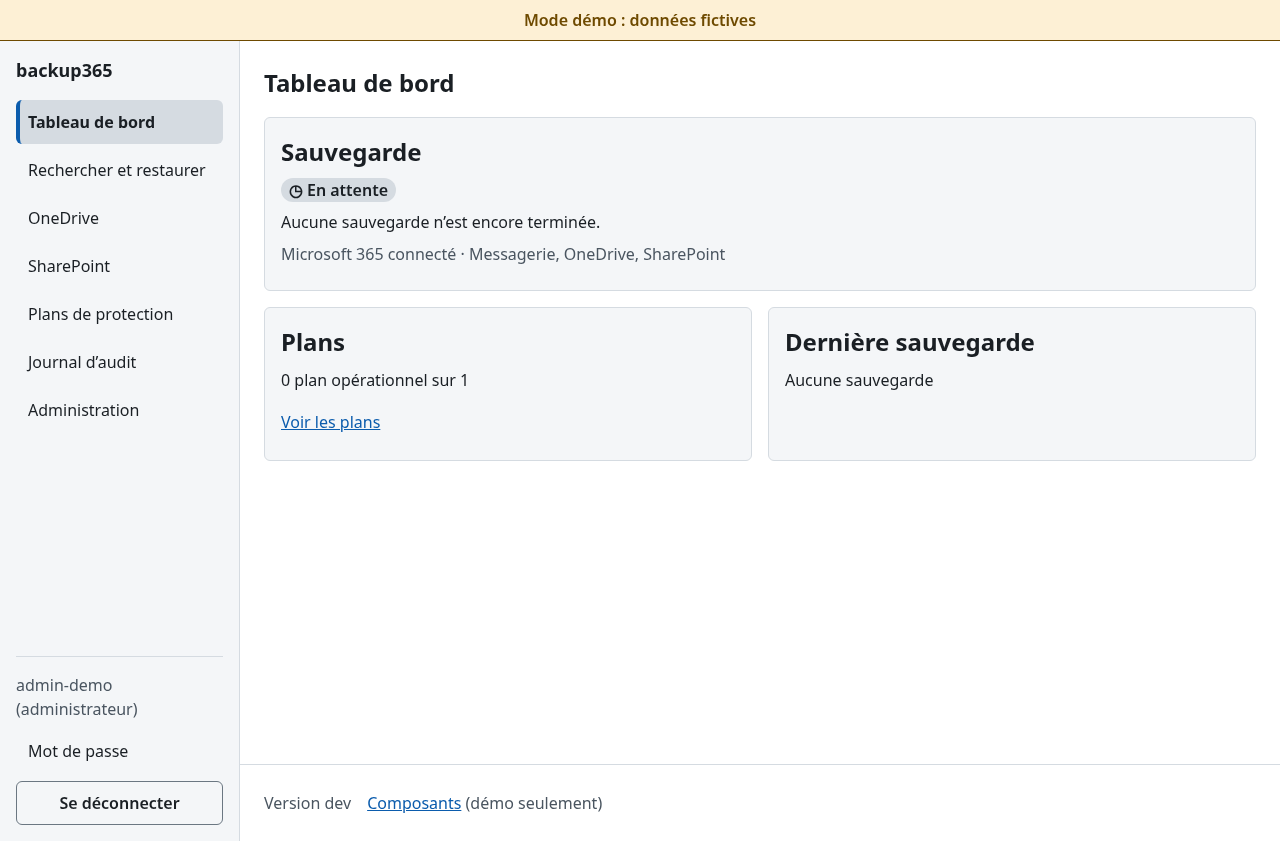 Mode démo : données fictives
backup365
Tableau de bord
Rechercher et restaurer
OneDrive
SharePoint
Plans de protection
Journal d’audit
Administration
admin-demo
(administrateur)
Mot de passe
Se déconnecter
Tableau de bord
Sauvegarde
◷ En attente
Aucune sauvegarde n’est encore terminée.
Microsoft 365 connecté · Messagerie, OneDrive, SharePoint
Plans
0 plan opérationnel sur 1
Voir les plans
Dernière sauvegarde
Aucune sauvegarde
Version dev Composants (démo seulement)